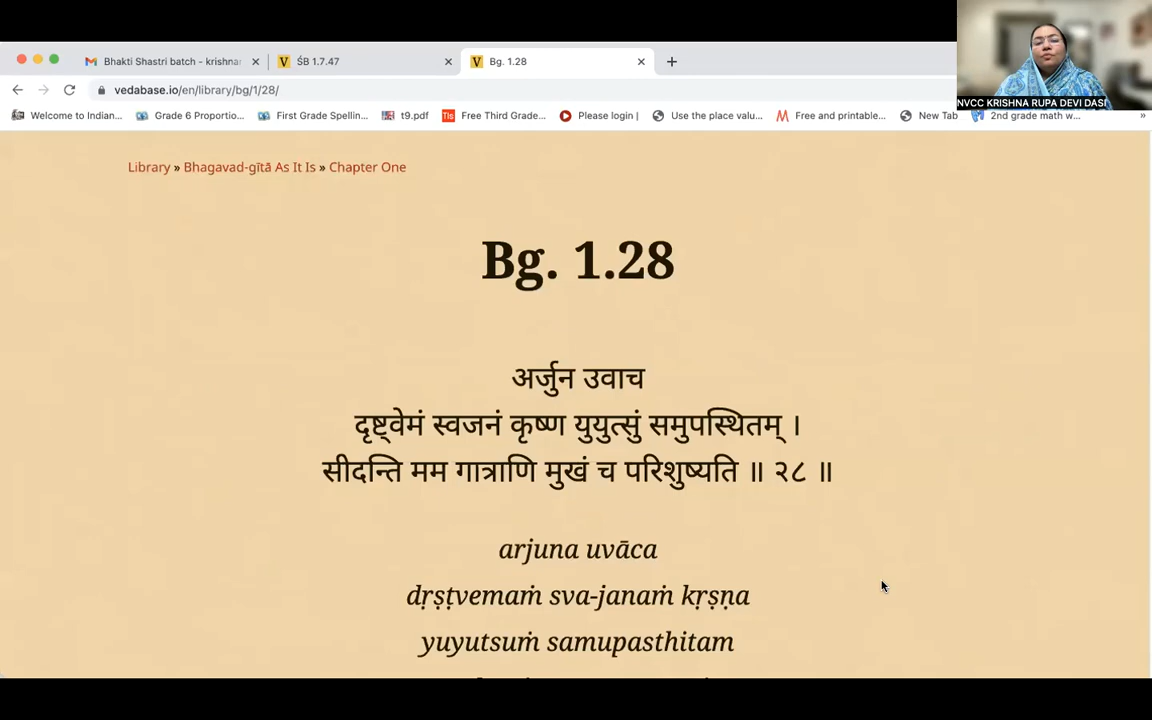 Bhakti Shastri batch - krishna
ŚB 1.7.47
Bg. 1.28
vedabase.io/en/library/bg/1/28/
Welcome to Indian...
Grade 6 Proportio...
First Grade Spelling...
t9.pdf
TIs
Free Third Grade...
Please login |
Use the place valu...
Free and printable...
New Tab
2nd grade math w...
»
NVCC KRISHNA RUPA DEVI DASI
Library » Bhagavad-gītā As It Is » Chapter One
Bg. 1.28
अर्जुन उवाच
दृष्ट्वेमं स्वजनं कृष्ण युयुत्सुं समुपस्थितम् ।
सीदन्ति मम गात्राणि मुखं च परिशुष्यति ॥ २८ ॥
arjuna uvāca
dṛṣṭvemaṁ sva-janaṁ kṛṣṇa
yuyutsuṁ samupasthitam